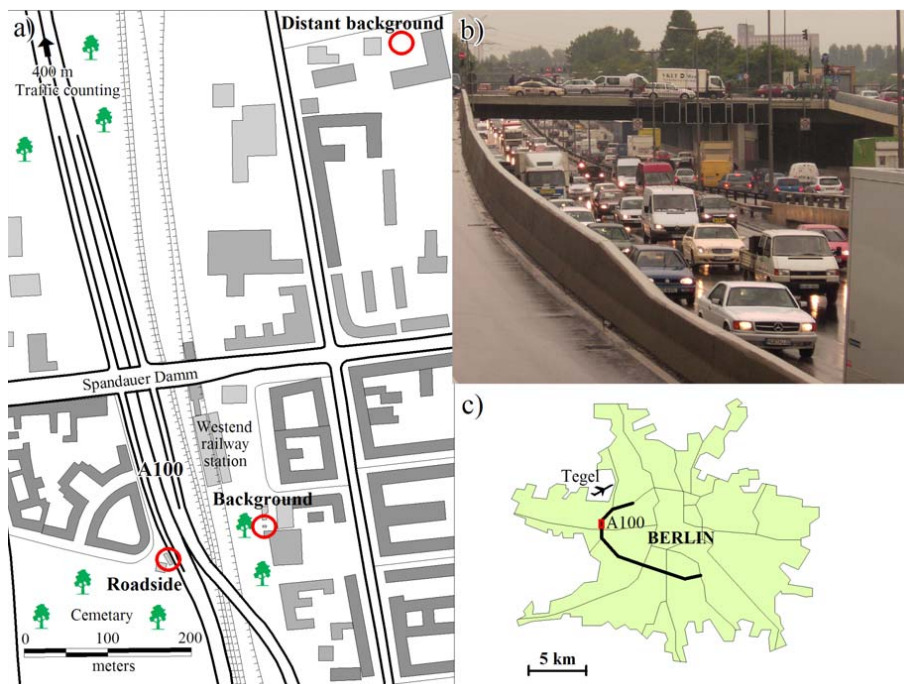 a)
Distant background
400 m
Traffic counting
Spandauer Damm
Westend
railway
station
A100
Background
Roadside
Cemetary
0 100 200
meters
b)
c)
Tegel
A100
BERLIN
5 km